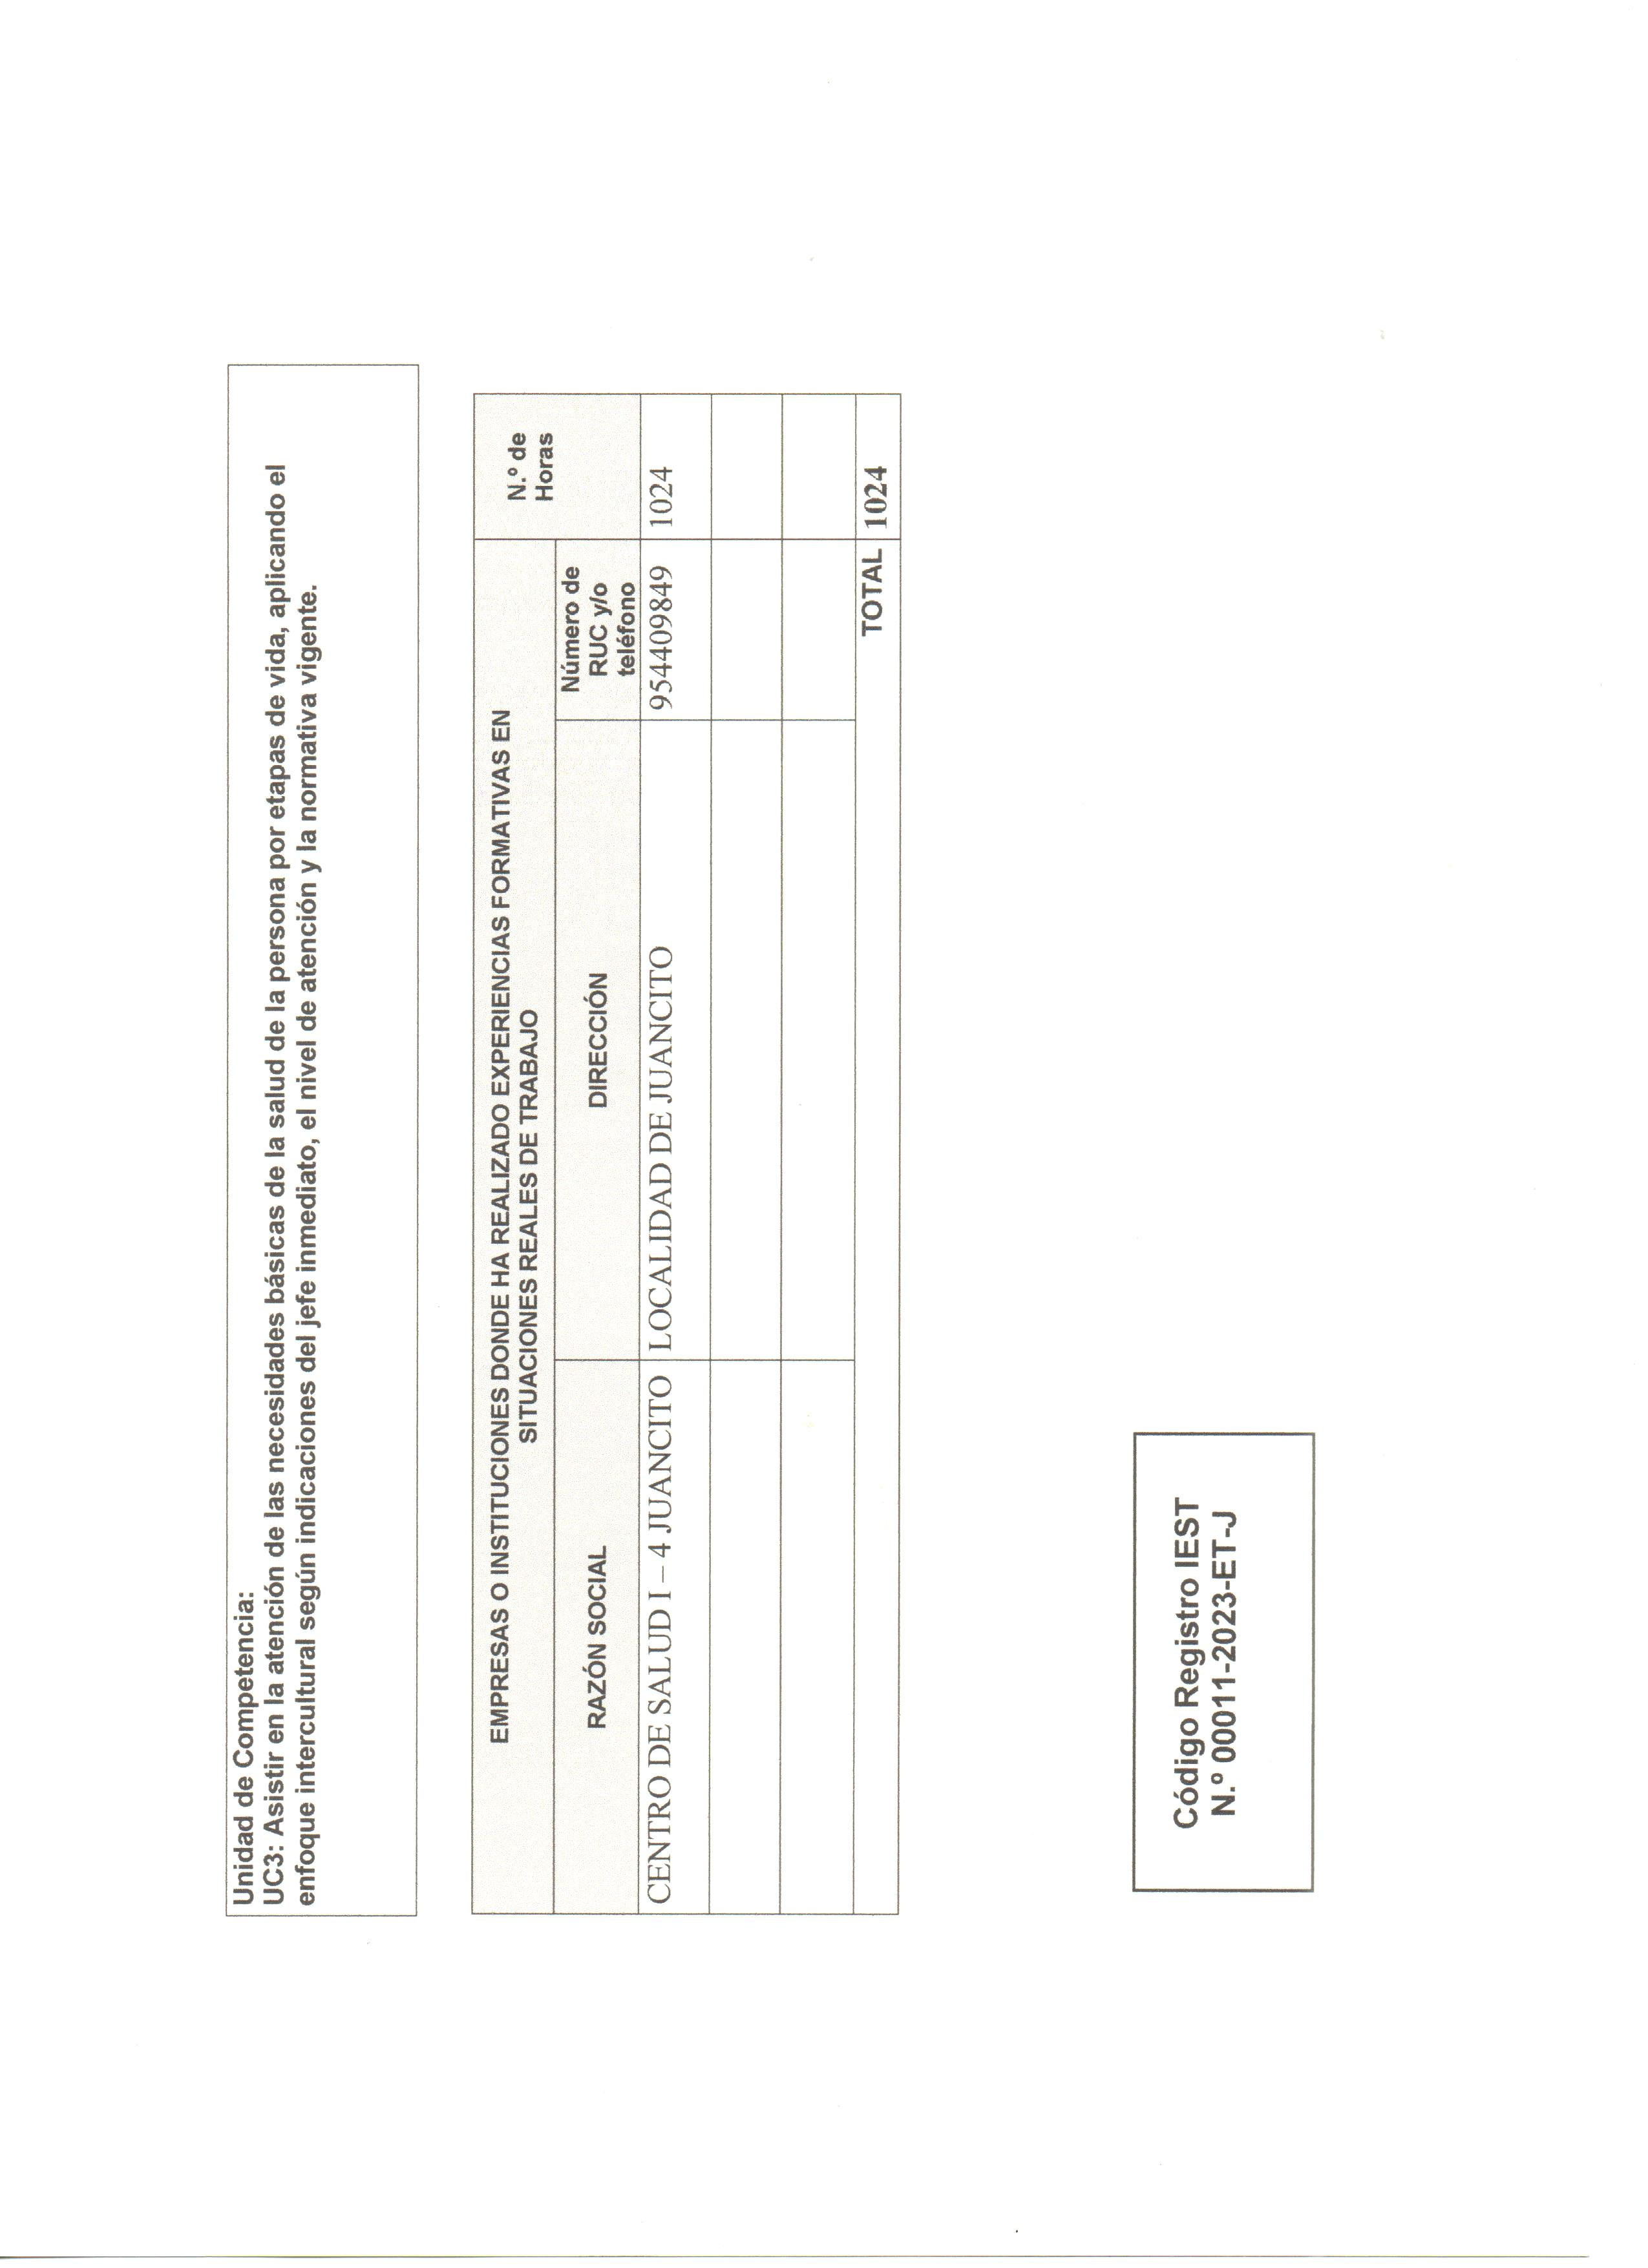 Unidad de Competencia:
UC3: Asistir en la atención de las necesidades básicas de la salud de la persona por etapas de vida, aplicando el
enfoque intercultural según indicaciones del jefe inmediato, el nivel de atención y la normativa vigente.
EMPRESAS O INSTITUCIONES DONDE HA REALIZADO EXPERIENCIAS FORMATIVAS EN
SITUACIONES REALES DE TRABAJO
N.º de
Horas
RAZÓN SOCIAL
DIRECCIÓN
Número de
RUC y/o
teléfono
CENTRO DE SALUD I – 4 JUANCITO LOCALIDAD DE JUANCITO 954409849 1024
TOTAL 1024
Código Registro IEST
N.º 00011-2023-ET-J